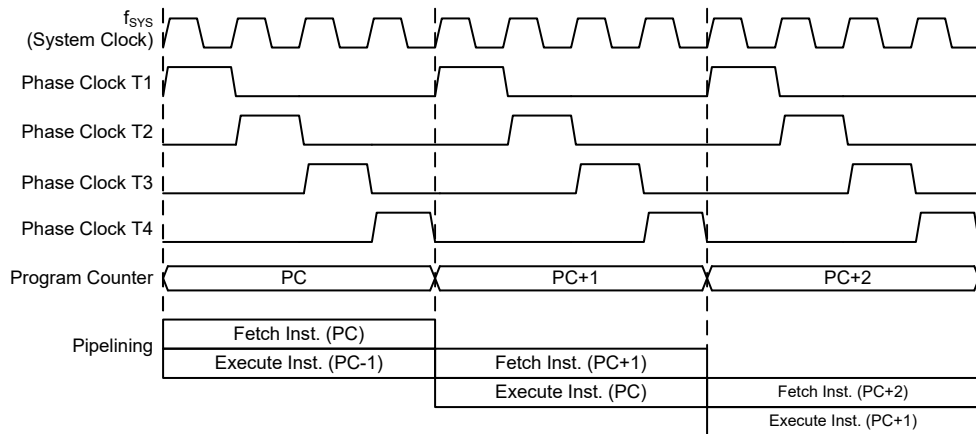 fSYS
(System Clock)
Phase Clock T1
Phase Clock T2
Phase Clock T3
Phase Clock T4
Program Counter PC PC+1 PC+2
Pipelining
Fetch Inst. (PC)
Execute Inst. (PC-1) Fetch Inst. (PC+1)
Execute Inst. (PC) Fetch Inst. (PC+2)
Execute Inst. (PC+1)